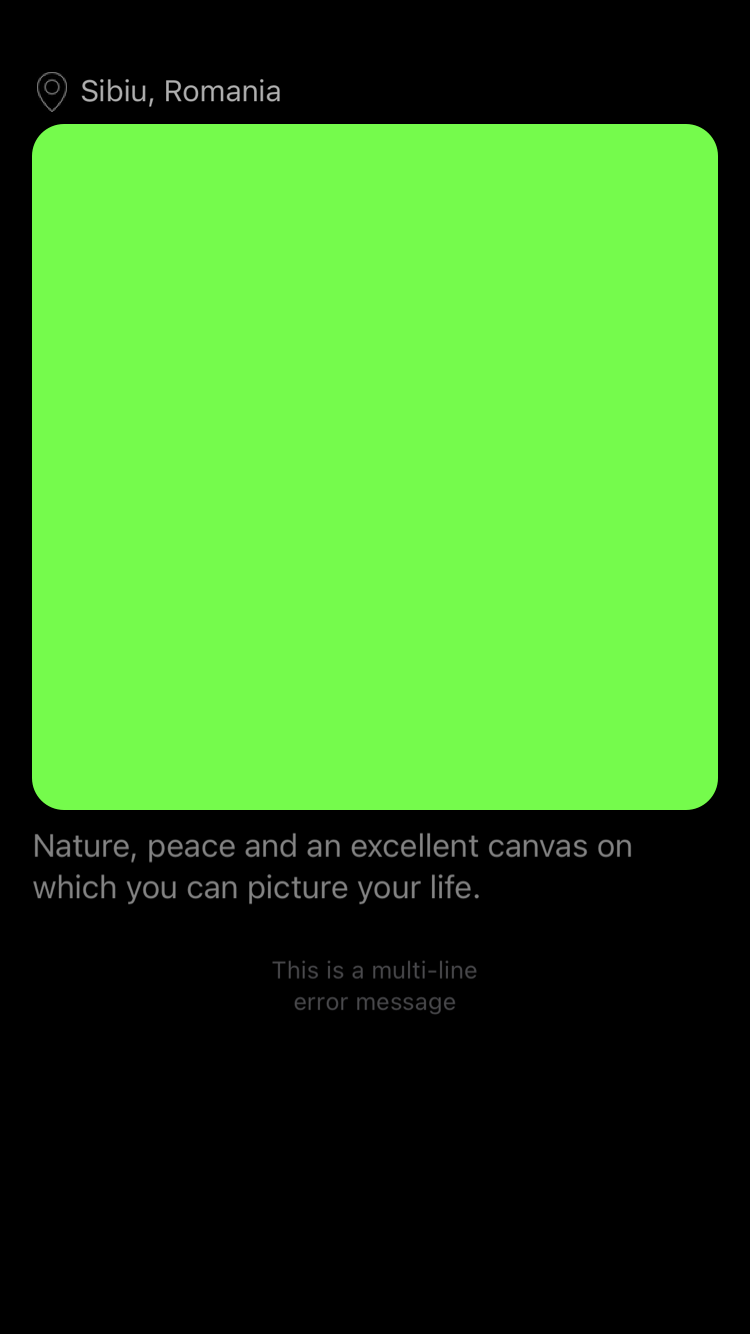 Sibiu, Romania
Nature, peace and an excellent canvas on
which you can picture your life.
This is a multi-line
error message